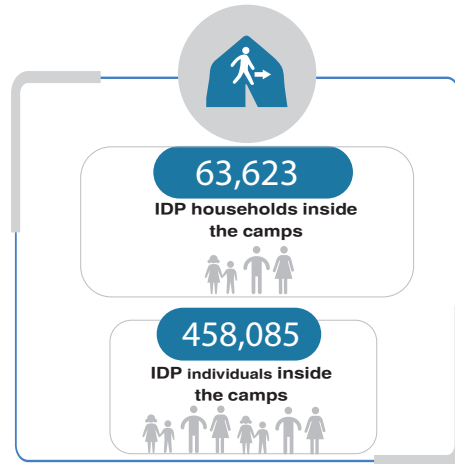 63,623
IDP households inside
the camps
458,085
IDP individuals inside
the camps